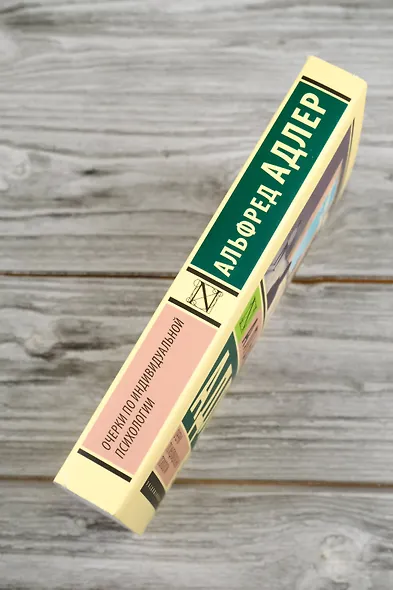 АЛЬФРЕД АДЛЕР
ОЧЕРКИ ПО ИНДИВИДУАЛЬНОЙ
ПСИХОЛОГИИ